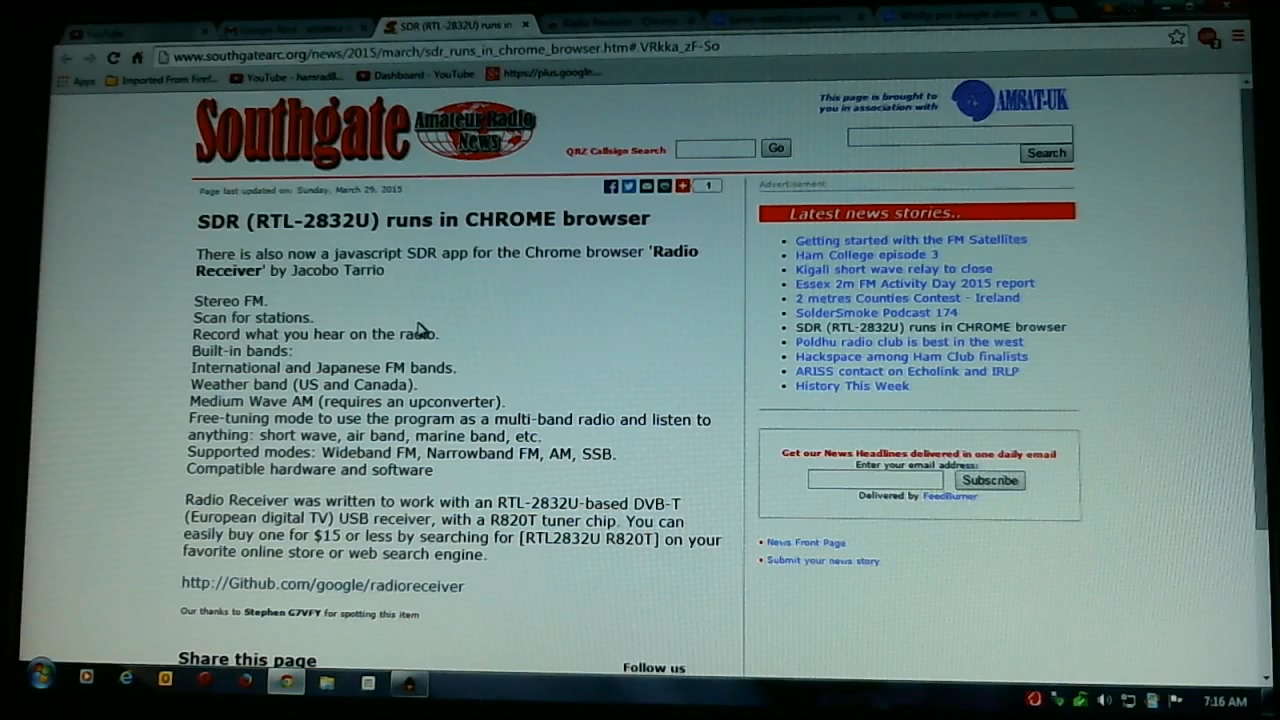 YouTube
SDR (RTL-2832U) runs in
www.southgatearc.org/news/2015/march/sdr_runs_in_chrome_browser.htm#.VRkka_zF-So
Apps Imported From Firef... YouTube - hamrad8... Dashboard - YouTube https://plus.google...
Southgate
Amateur Radio
News
QRZ Callsign Search
Go
This page is brought to
you in association with
AMSAT-UK
Search
Page last updated on: Sunday, March 29, 2015
1
SDR (RTL-2832U) runs in CHROME browser
There is also now a javascript SDR app for the Chrome browser 'Radio
Receiver' by Jacobo Tarrio
Stereo FM.
Scan for stations.
Record what you hear on the radio.
Built-in bands:
International and Japanese FM bands.
Weather band (US and Canada).
Medium Wave AM (requires an upconverter).
Free-tuning mode to use the program as a multi-band radio and listen to
anything: short wave, air band, marine band, etc.
Supported modes: Wideband FM, Narrowband FM, AM, SSB.
Compatible hardware and software
Radio Receiver was written to work with an RTL-2832U-based DVB-T
(European digital TV) USB receiver, with a R820T tuner chip. You can
easily buy one for $15 or less by searching for [RTL2832U R820T] on your
favorite online store or web search engine.
http://Github.com/google/radioreceiver
Our thanks to Stephen G7VFY for spotting this item
Share this page
Follow us
Advertisement
Latest news stories..
Getting started with the FM Satellites
Ham College episode 3
Kigali short wave relay to close
Essex 2m FM Activity Day 2015 report
2 metres Counties Contest - Ireland
SolderSmoke Podcast 174
SDR (RTL-2832U) runs in CHROME browser
Poldhu radio club is best in the west
Hackspace among Ham Club finalists
ARISS contact on Echolink and IRLP
History This Week
Get our News Headlines delivered in one daily email
Enter your email address:
Subscribe
Delivered by FeedBurner
News Front Page
Submit your news story
7:16 AM